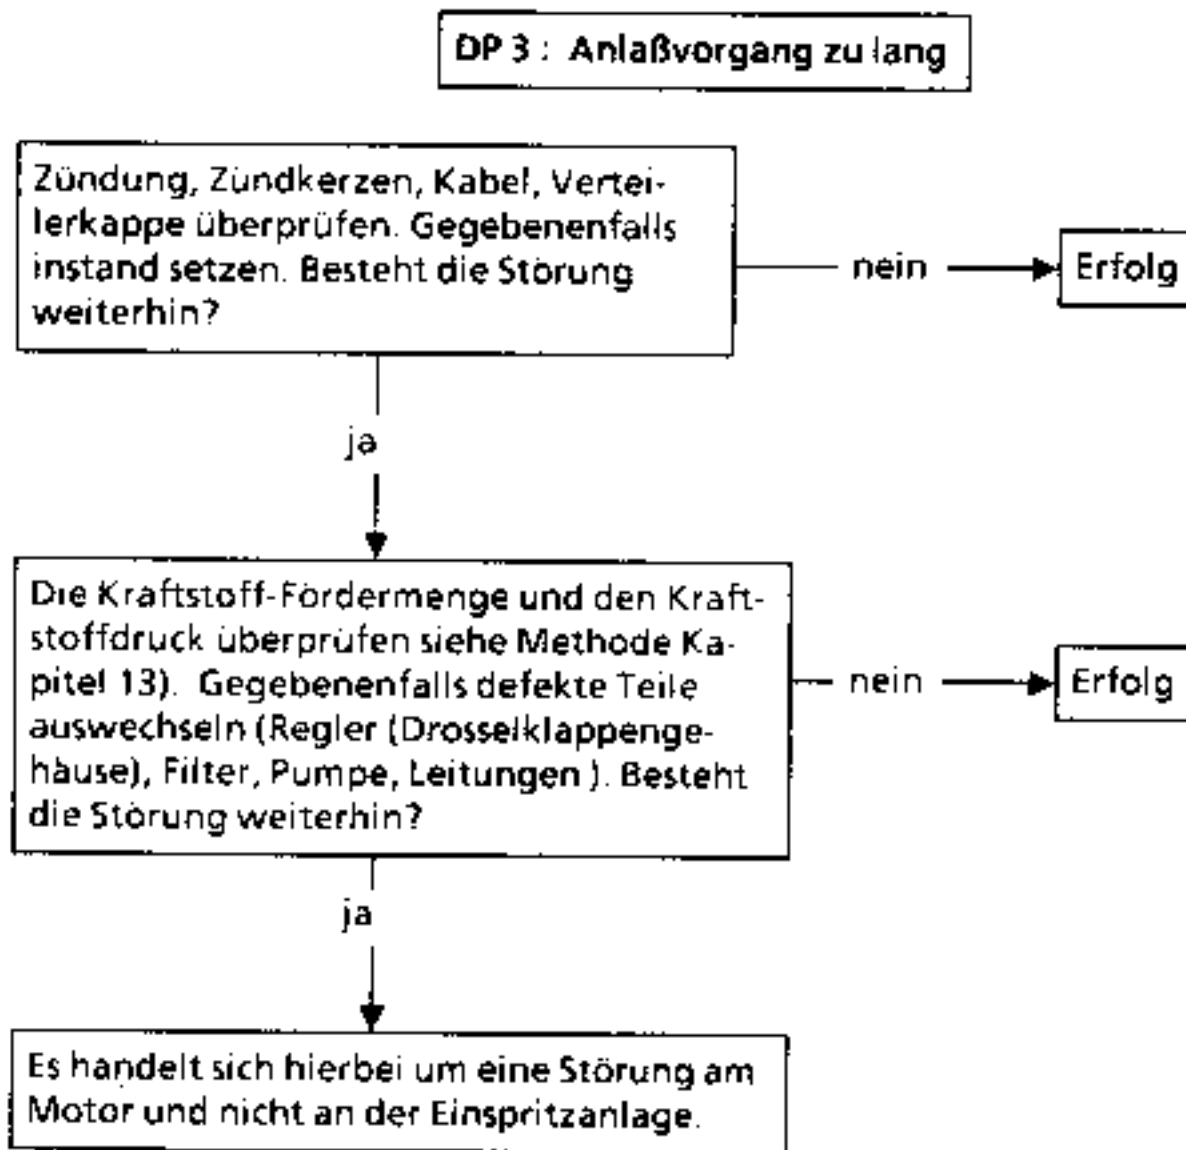 DP 3 : Anlaßvorgang zu lang
Zündung, Zündkerzen, Kabel, Vertei-
lerkappe überprüfen. Gegebenenfalls
instand setzen. Besteht die Störung
weiterhin?
nein
Erfolg
ja
Die Kraftstoff-Fördermenge und den Kraft-
stoffdruck überprüfen siehe Methode Ka-
pitel 13). Gegebenenfalls defekte Teile
auswechseln (Regler (Drosselklappenge-
häuse), Filter, Pumpe, Leitungen ). Besteht
die Störung weiterhin?
nein
Erfolg
ja
Es handelt sich hierbei um eine Störung am
Motor und nicht an der Einspritzanlage.